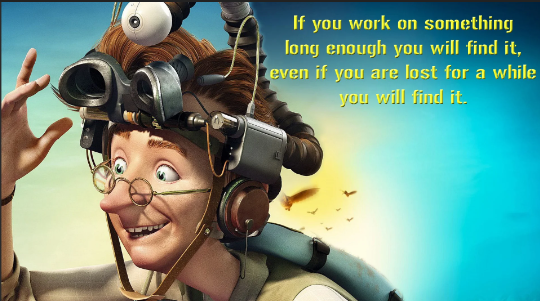 If you work on something
long enough you will find it,
even if you are lost for a while
you will find it.